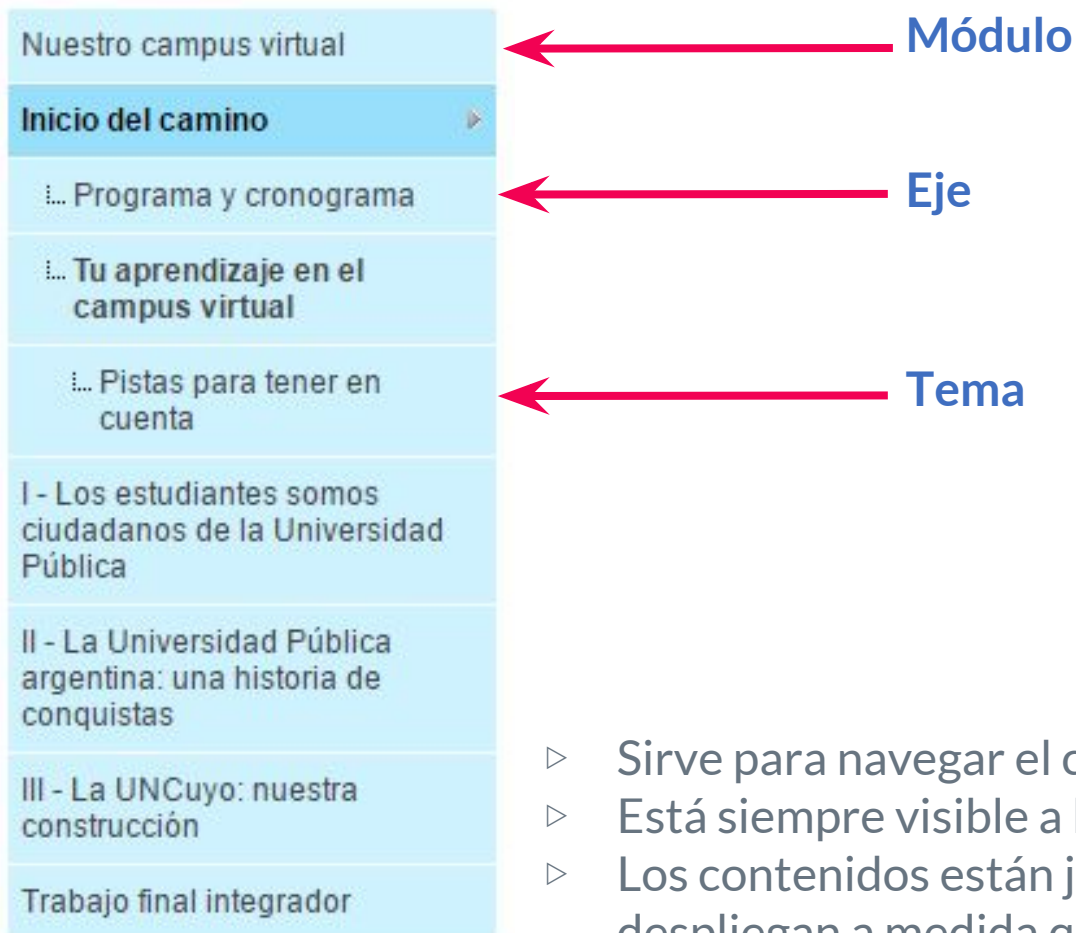 Nuestro campus virtual
Módulo
Inicio del camino
Programa y cronograma
Eje
Tu aprendizaje en el
campus virtual
Pistas para tener en
cuenta
Tema
I - Los estudiantes somos
ciudadanos de la Universidad
Pública
II - La Universidad Pública
argentina: una historia de
conquistas
III - La UNCuyo: nuestra
construcción
Trabajo final integrador
Sirve para navegar el
Está siempre visible a
Los contenidos están
despliegan a medida